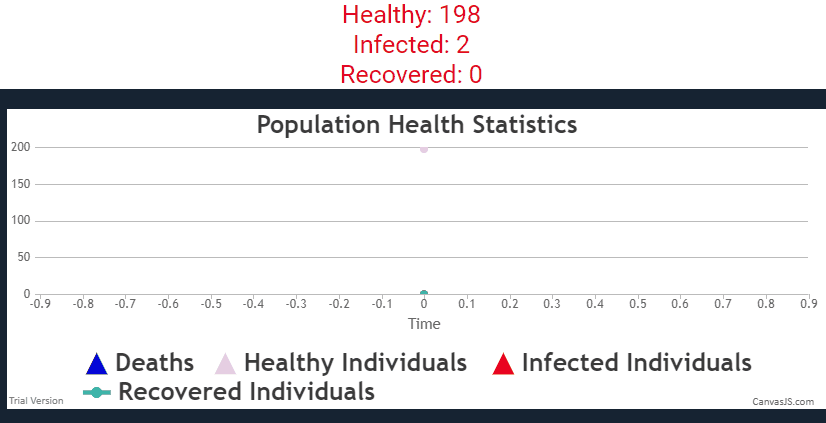 Healthy: 198
Infected: 2
Recovered: 0
Population Health Statistics
200
150
100
50
0
-0.9 -0.8 -0.7 -0.6 -0.5 -0.4 -0.3 -0.2 -0.1 0 0.1 0.2 0.3 0.4 0.5 0.6 0.7 0.8 0.9
Time
Deaths Healthy Individuals Infected Individuals
Recovered Individuals
Trial Version CanvasJS.com